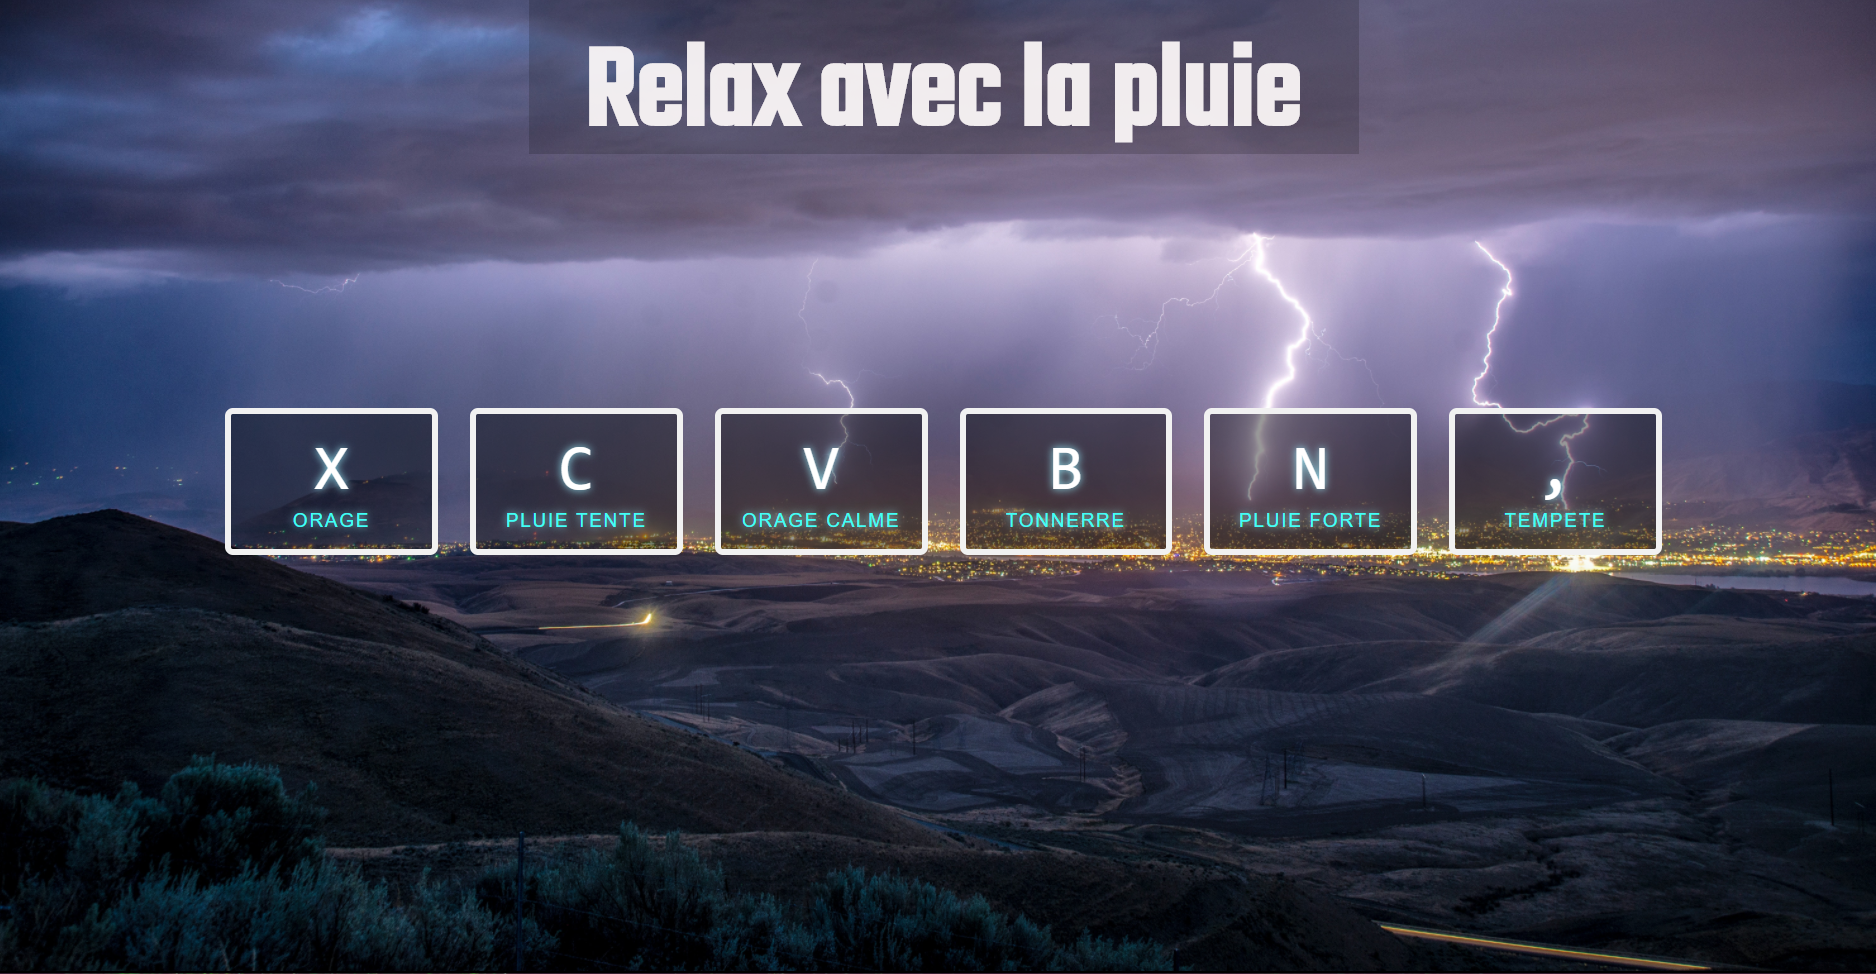 Relax avec la pluie
X
ORAGE
C
PLUIE TENTE
V
ORAGE CALME
B
TONNERRE
N
PLUIE FORTE
,
TEMPETE